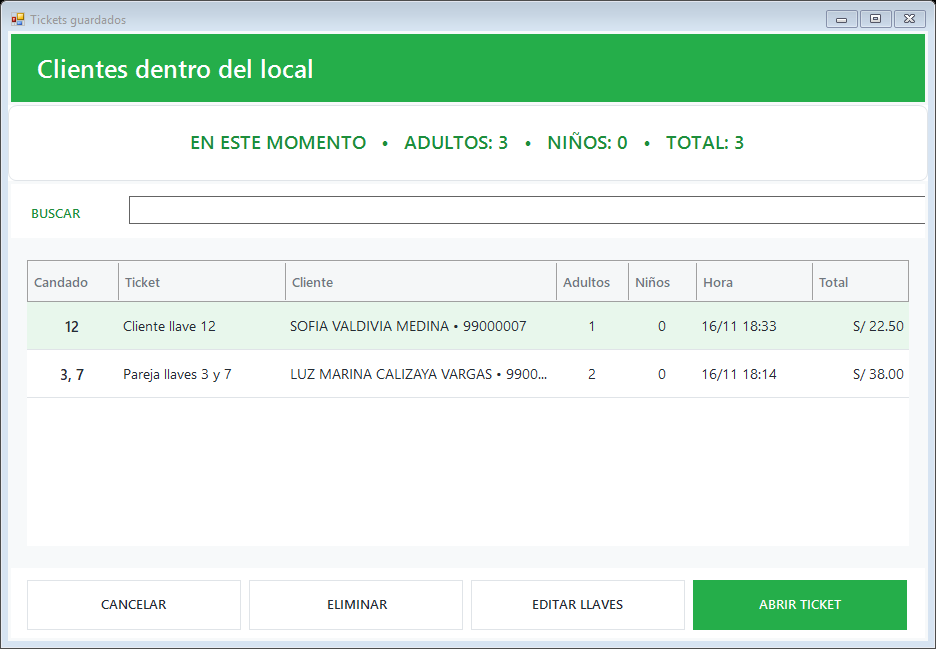 Tickets guardados
Clientes dentro del local
EN ESTE MOMENTO • ADULTOS: 3 • NIÑOS: 0 • TOTAL: 3
BUSCAR
Candado Ticket Cliente Adultos Niños Hora Total
12 Cliente llave 12 SOFIA VALDIVIA MEDINA • 99000007 1 0 16/11 18:33 S/ 22.50
3, 7 Pareja llaves 3 y 7 LUZ MARINA CALIZAYA VARGAS • 9900... 2 0 16/11 18:14 S/ 38.00
CANCELAR ELIMINAR EDITAR LLAVES ABRIR TICKET